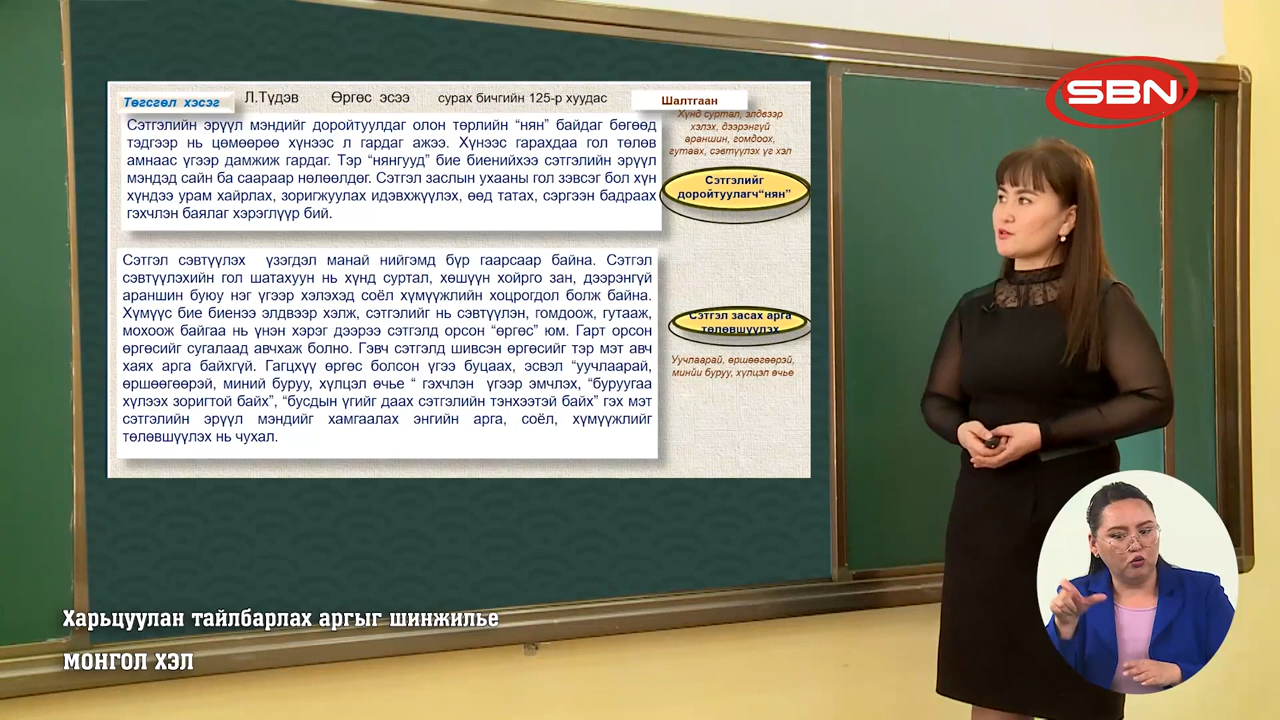 SBN
Төгсгөл хэсэг Л.Түдэв Өргөс эсээ сурах бичгийн 125-р хуудас Шалтгаан
Сэтгэлийн эрүүл мэндийг доройтуулдаг олон төрлийн “нян” байдаг бөгөөд
тэдгээр нь цөмөөрөө хүнээс л гардаг ажээ. Хүнээс гарахдаа гол төлөв
амнаас үгээр дамжиж гардаг. Тэр “нянгууд” бие биенийхээ сэтгэлийн эрүүл
мэндэд сайн ба саараар нөлөөлдөг. Сэтгэл заслын ухааны гол зэвсэг бол хүн
хүндээ урам хайрлах, зоригжуулах идэвхжүүлэх, өөд татах, сэргээн бадраах
гэхчлэн баялаг хэрэглүүр бий.
Хүнд суртал, элдвээр
хэлэх, дээрэнгүй
араншин, гомдоох,
гутаах, сэвтүүлэх үг хэл
Сэтгэлийг
доройтуулагч“нян”
Сэтгэл сэвтүүлэх үзэгдэл манай нийгэмд бүр гаарсаар байна. Сэтгэл
сэвтүүлэхийн гол шатахуун нь хүнд суртал, хөшүүн хойрго зан, дээрэнгүй
араншин буюу нэг үгээр хэлэхэд соёл хүмүүжлийн хоцрогдол болж байна.
Хүмүүс бие биенээ элдвээр хэлж, сэтгэлийг нь сэвтүүлэн, гомдоож, гутааж,
мохоож байгаа нь үнэн хэрэг дээрээ сэтгэлд орсон “өргөс” юм. Гарт орсон
өргөсийг сугалаад авчхаж болно. Гэвч сэтгэлд шивсэн өргөсийг тэр мэт авч
хаях арга байхгүй. Гагцхүү өргөс болсон үгээ буцаах, эсвэл “уучлаарай,
өршөөгөөрэй, миний буруу, хүлцэл өчье “ гэхчлэн үгээр эмчлэх, “буруугаа
хүлээх зоригтой байх”, “бусдын үгийг даах сэтгэлийн тэнхээтэй байх” гэх мэт
сэтгэлийн эрүүл мэндийг хамгаалах энгийн арга, соёл, хүмүүжлийг
төлөвшүүлэх нь чухал.
Сэтгэл засах арга
төлөвшүүлэх
Уучлаарай, өршөөгөөрэй,
минйи буруу, хүлцэл өчье
Харьцуулан тайлбарлах аргыг шинжилье
МОНГОЛ ХЭЛ